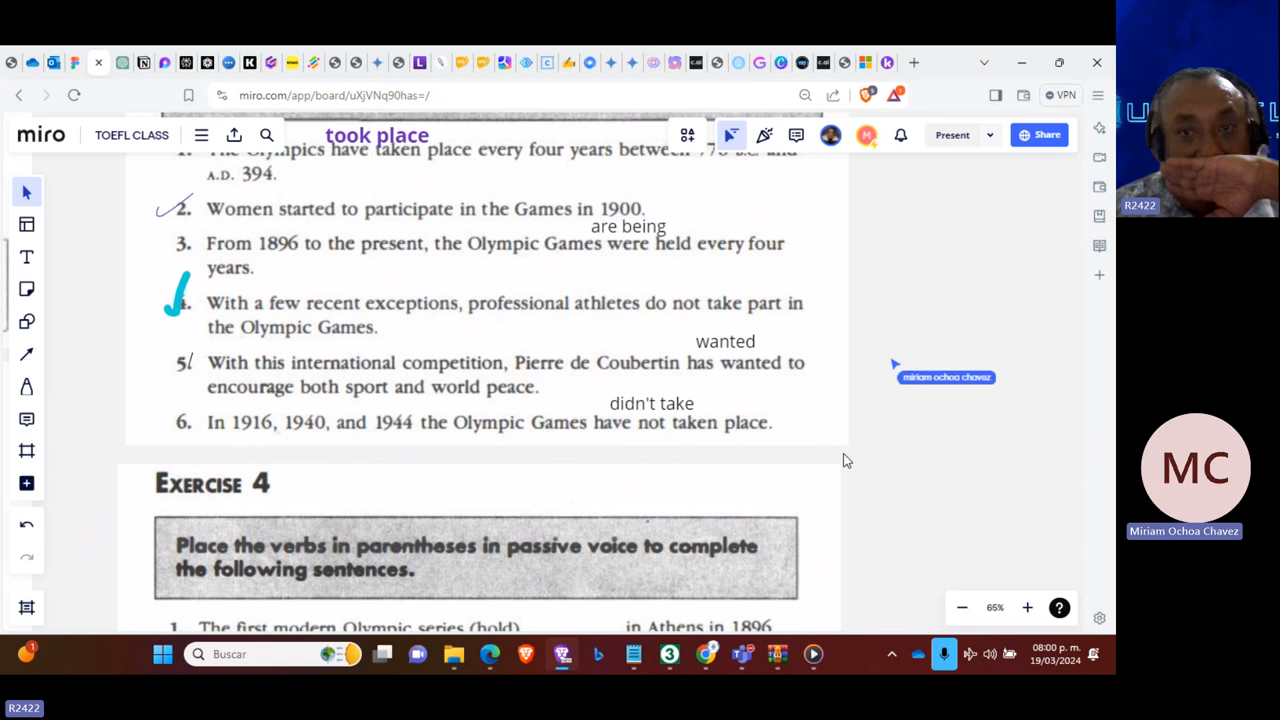 miro.com/app/board/uXjVNq90has=/
VPN
miro
TOEFL CLASS
took place
Present
Share
1. The Olympics have taken place every four years between 776 B.C. and
A.D. 394.
2. Women started to participate in the Games in 1900.
are being
3. From 1896 to the present, the Olympic Games were held every four
years.
4. With a few recent exceptions, professional athletes do not take part in
the Olympic Games.
wanted
5. With this international competition, Pierre de Coubertin has wanted to
encourage both sport and world peace.
didn't take
6. In 1916, 1940, and 1944 the Olympic Games have not taken place.
miriam ochoa chavez
EXERCISE 4
Place the verbs in parentheses in passive voice to complete
the following sentences.
1. The first modern Olympic series (hold) in Athens in 1896
65%
R2422
MC
Miriam Ochoa Chavez
Buscar
08:00 p. m.
19/03/2024
R2422